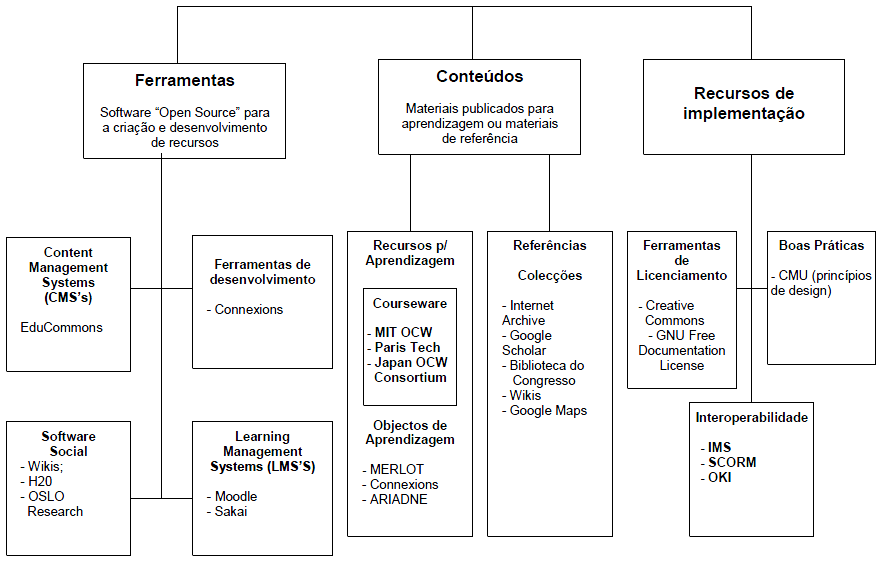 Ferramentas
Software “Open Source” para
a criação e desenvolvimento
de recursos
Conteúdos
Materiais publicados para
aprendizagem ou materiais
de referência
Recursos de
implementação
Content
Management
Systems
(CMS’s)
EduCommons
Ferramentas de
desenvolvimento
- Connexions
Software
Social
- Wikis;
- H20
- OSLO
Research
Learning
Management
Systems (LMS’S)
- Moodle
- Sakai
Recursos p/
Aprendizagem
Courseware
- MIT OCW
- Paris Tech
- Japan OCW
Consortium
Objectos de
Aprendizagem
- MERLOT
- Connexions
- ARIADNE
Referências
Colecções
- Internet
Archive
- Google
Scholar
- Biblioteca do
Congresso
- Wikis
- Google Maps
Ferramentas
de
Licenciamento
- Creative
Commons
- GNU Free
Documentation
License
Boas Práticas
- CMU (princípios
de design)
Interoperabilidade
- IMS
- SCORM
- OKI